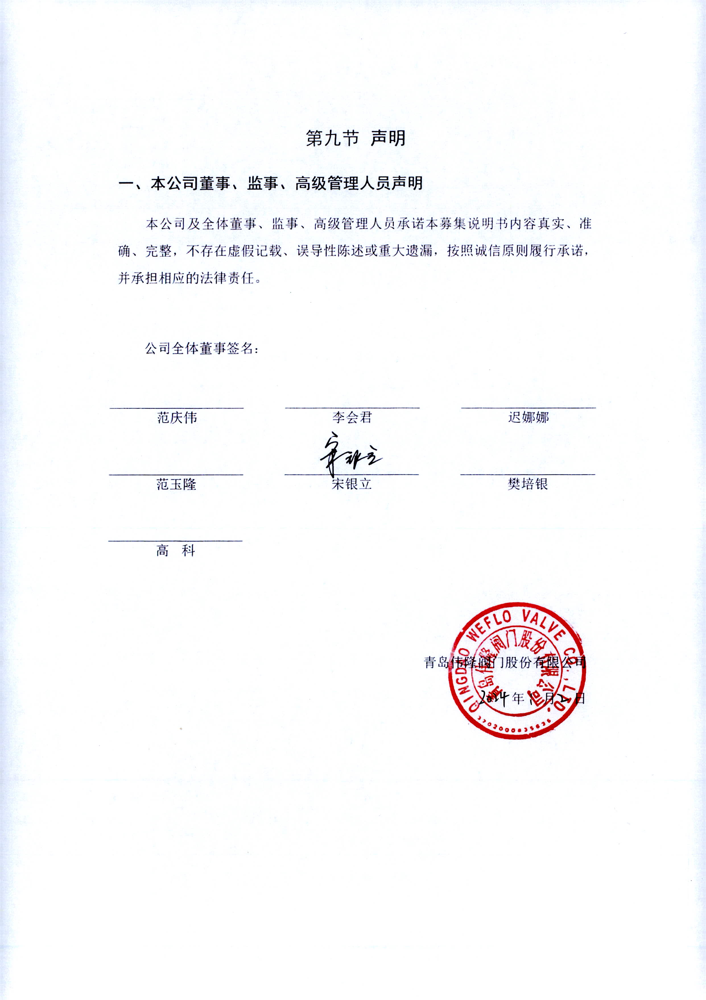 第九节 声明
一、本公司董事、监事、高级管理人员声明
本公司及全体董事、监事、高级管理人员承诺本募集说明书内容真实、准
确、完整，不存在虚假记载、误导性陈述或重大遗漏，按照诚信原则履行承诺，
并承担相应的法律责任。
公司全体董事签名：
范庆伟 李会君 迟娜娜
宋银立
范玉隆 宋银立 樊培银
高 科
青岛伟隆阀门股份有限公司
2024年1月2日
QINGDAO WEFLO VALVE CO.,LTD.
青岛伟隆阀门股份有限公司